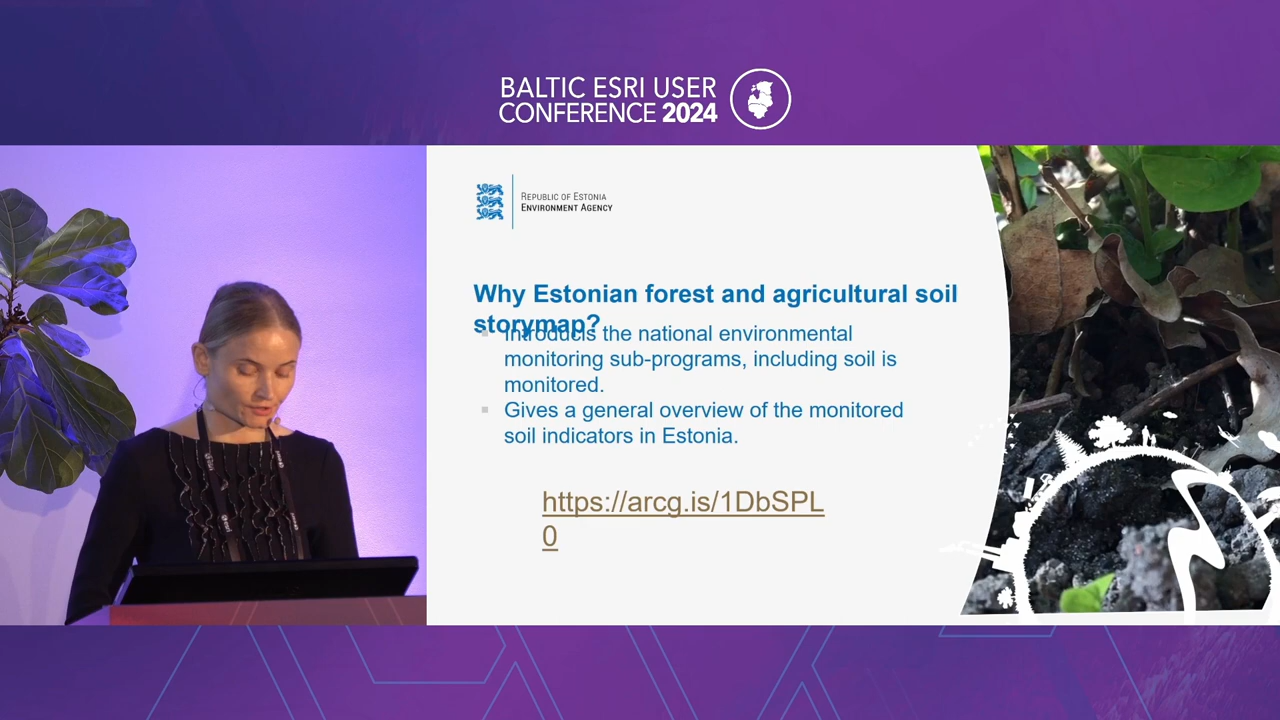 BALTIC ESRI USER
CONFERENCE 2024
REPUBLIC OF ESTONIA
ENVIRONMENT AGENCY
Why Estonian forest and agricultural soil
storymap?
Introducis the national environmental
monitoring sub-programs, including soil is
monitored.
Gives a general overview of the monitored
soil indicators in Estonia.
https://arcg.is/1DbSPL
0